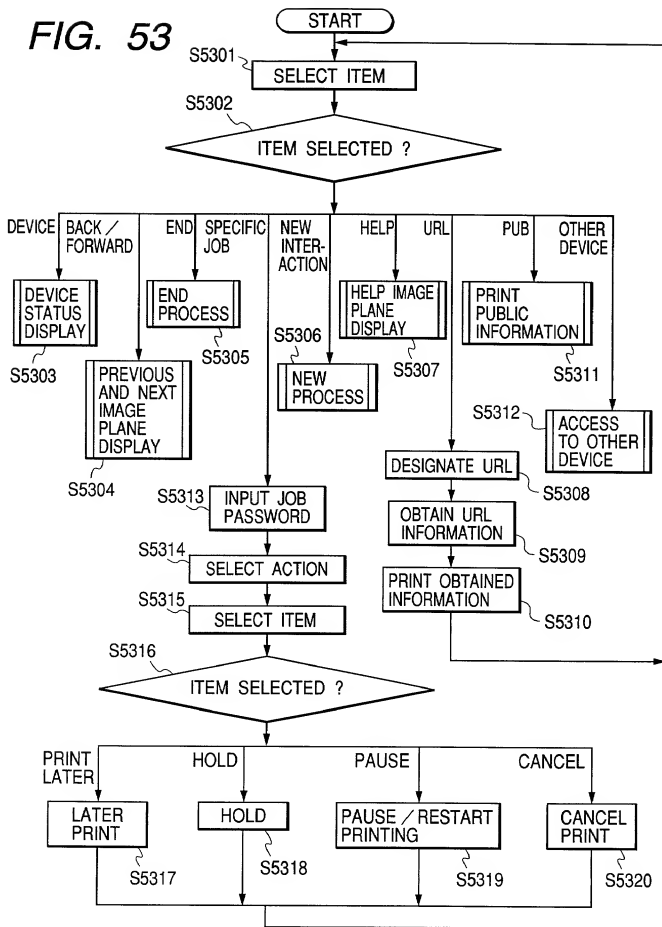 FIG. 53
START
S5301
SELECT ITEM
S5302
ITEM SELECTED ?
DEVICE
BACK /
FORWARD
END
SPECIFIC
JOB
NEW
INTER-
ACTION
HELP
URL
PUB
OTHER
DEVICE
DEVICE
STATUS
DISPLAY
S5303
PREVIOUS
AND NEXT
IMAGE
PLANE
DISPLAY
S5304
END
PROCESS
S5305
S5306
NEW
PROCESS
HELP IMAGE
PLANE
DISPLAY
S5307
PRINT
PUBLIC
INFORMATION
S5311
S5312
ACCESS
TO OTHER
DEVICE
DESIGNATE URL
S5308
OBTAIN URL
INFORMATION
S5309
PRINT OBTAINED
INFORMATION
S5310
S5313
INPUT JOB
PASSWORD
S5314
SELECT ACTION
S5315
SELECT ITEM
S5316
ITEM SELECTED ?
PRINT
LATER
HOLD
PAUSE
CANCEL
LATER
PRINT
S5317
HOLD
S5318
PAUSE / RESTART
PRINTING
S5319
CANCEL
PRINT
S5320